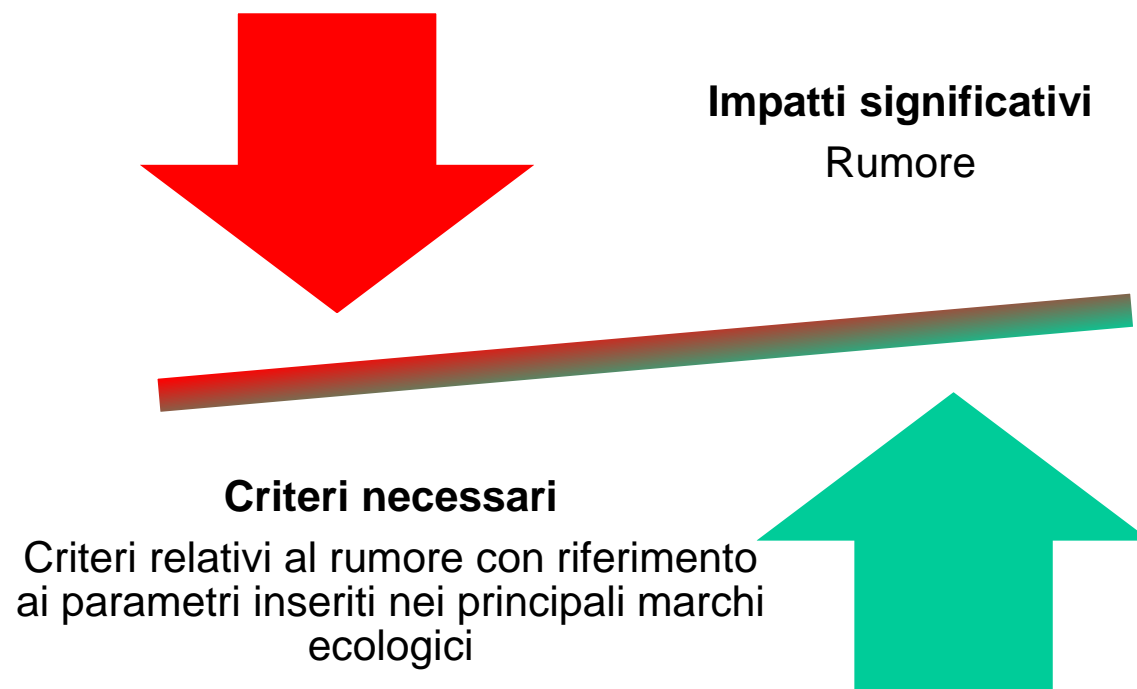 Impatti significativi
Rumore
Criteri necessari
Criteri relativi al rumore con riferimento
ai parametri inseriti nei principali marchi
ecologici